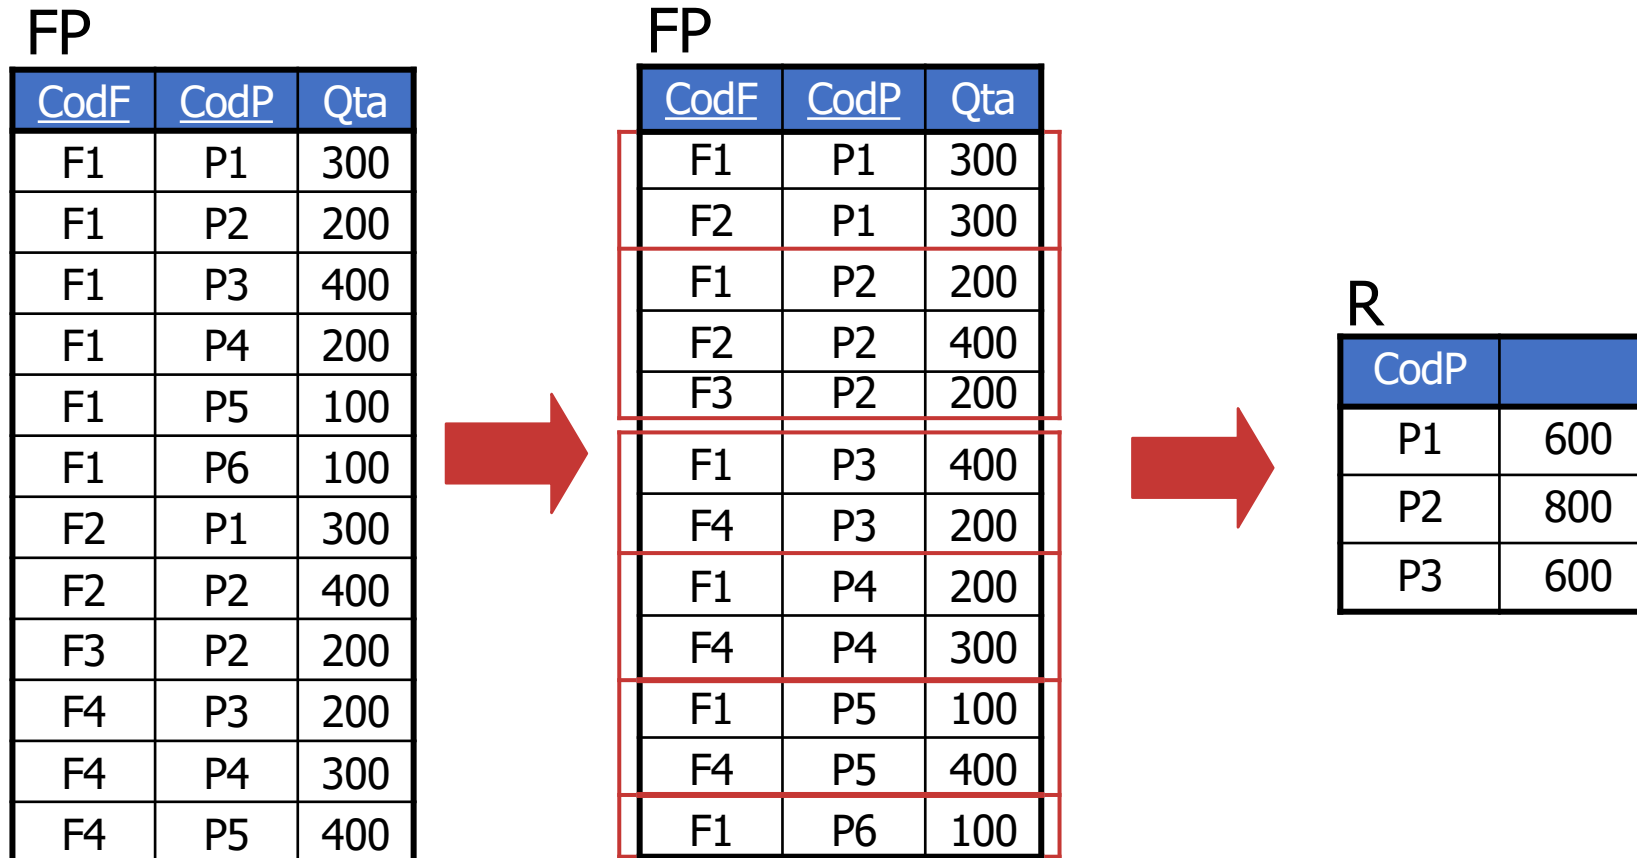 FP
CodF CodP Qta
F1 P1 300
F1 P2 200
F1 P3 400
F1 P4 200
F1 P5 100
F1 P6 100
F2 P1 300
F2 P2 400
F3 P2 200
F4 P3 200
F4 P4 300
F4 P5 400
FP
CodF CodP Qta
F1 P1 300
F2 P1 300
F1 P2 200
F2 P2 400
F3 P2 200
F1 P3 400
F4 P3 200
F1 P4 200
F4 P4 300
F1 P5 100
F4 P5 400
F1 P6 100
R
CodP
P1 600
P2 800
P3 600